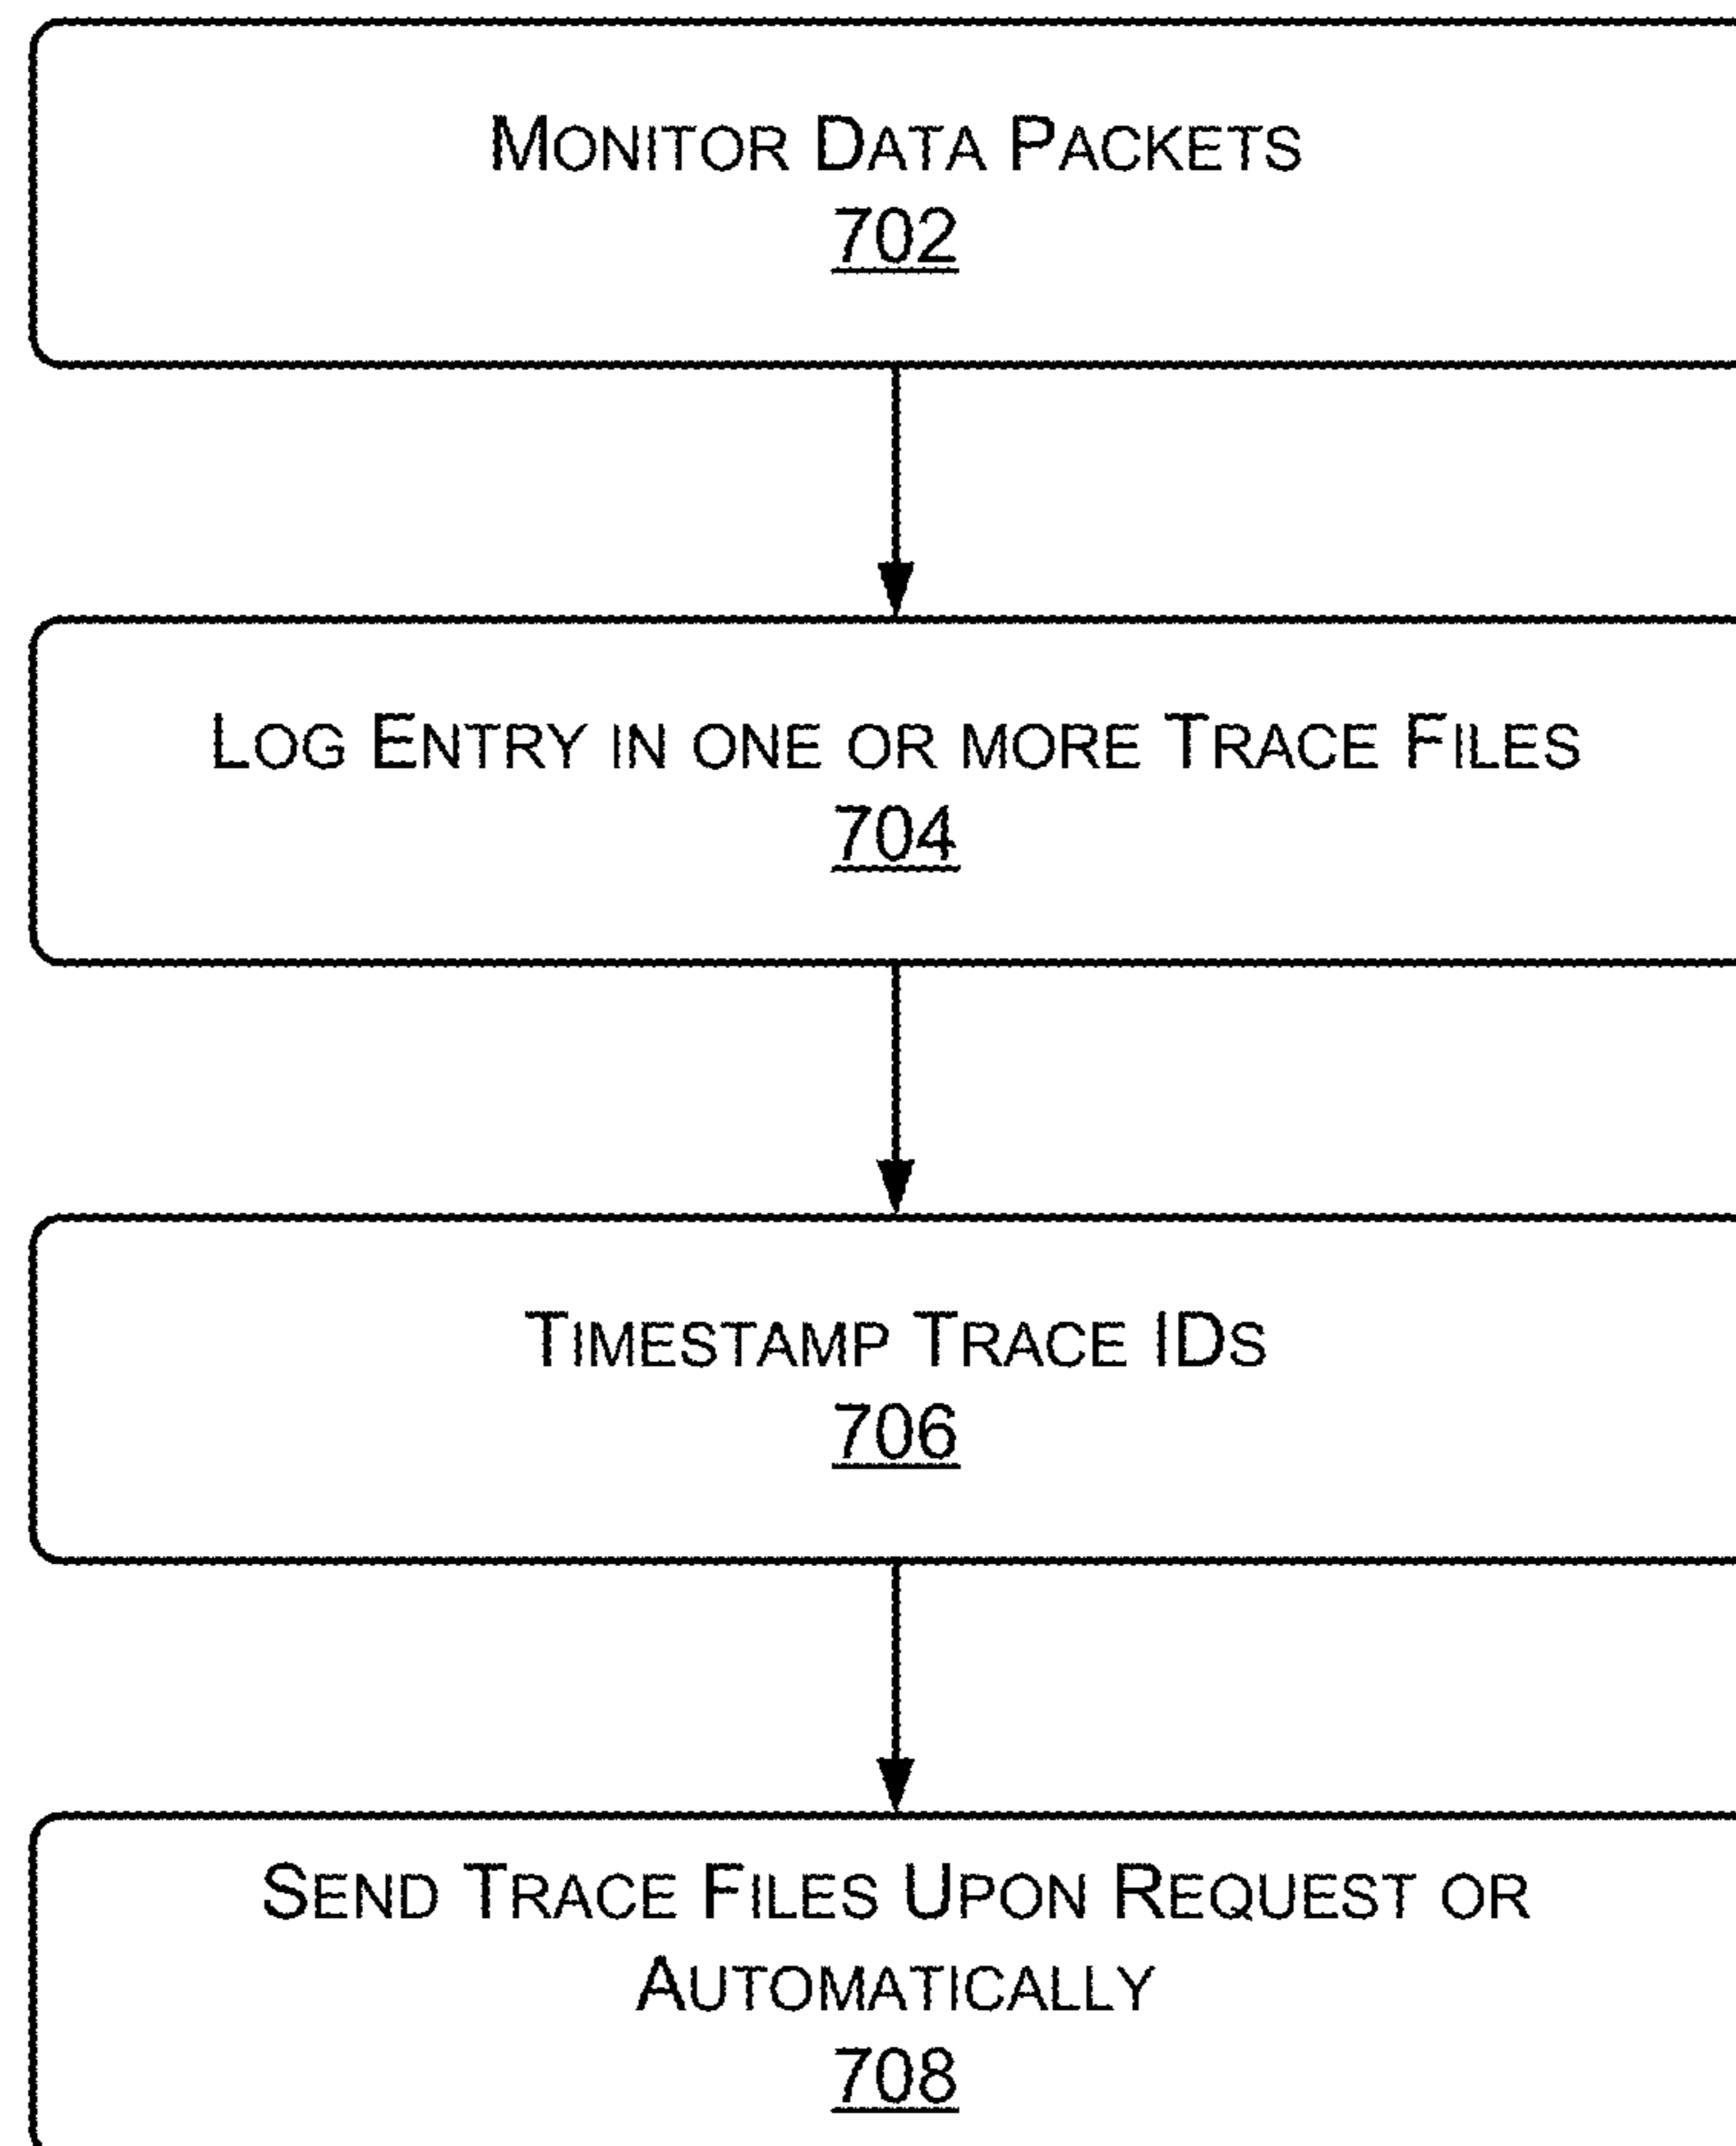 Monitor Data Packets
702
Log Entry in one or more Trace Files
704
Timestamp Trace IDs
706
Send Trace Files Upon Request or
Automatically
708